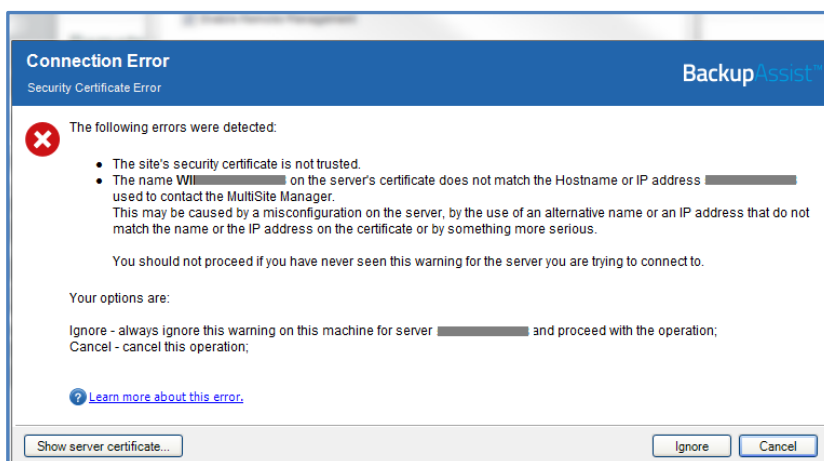 Enable Remote Management
Connection Error
Security Certificate Error
BackupAssist™
The following errors were detected:
• The site's security certificate is not trusted.
• The name WII on the server's certificate does not match the Hostname or IP address
used to contact the MultiSite Manager.
This may be caused by a misconfiguration on the server, by the use of an alternative name or an IP address that do not
match the name or the IP address on the certificate or by something more serious.
You should not proceed if you have never seen this warning for the server you are trying to connect to.
Your options are:
Ignore - always ignore this warning on this machine for server and proceed with the operation;
Cancel - cancel this operation;
Learn more about this error.
Show server certificate...
Ignore
Cancel